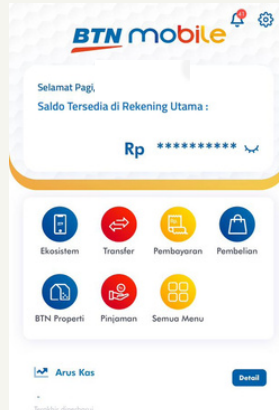 BTN mobile
Selamat Pagi,
Saldo Tersedia di Rekening Utama :
Rp **********
Ekosistem Transfer Pembayaran Pembelian
BTN Properti Pinjaman Semua Menu
Arus Kas Detail